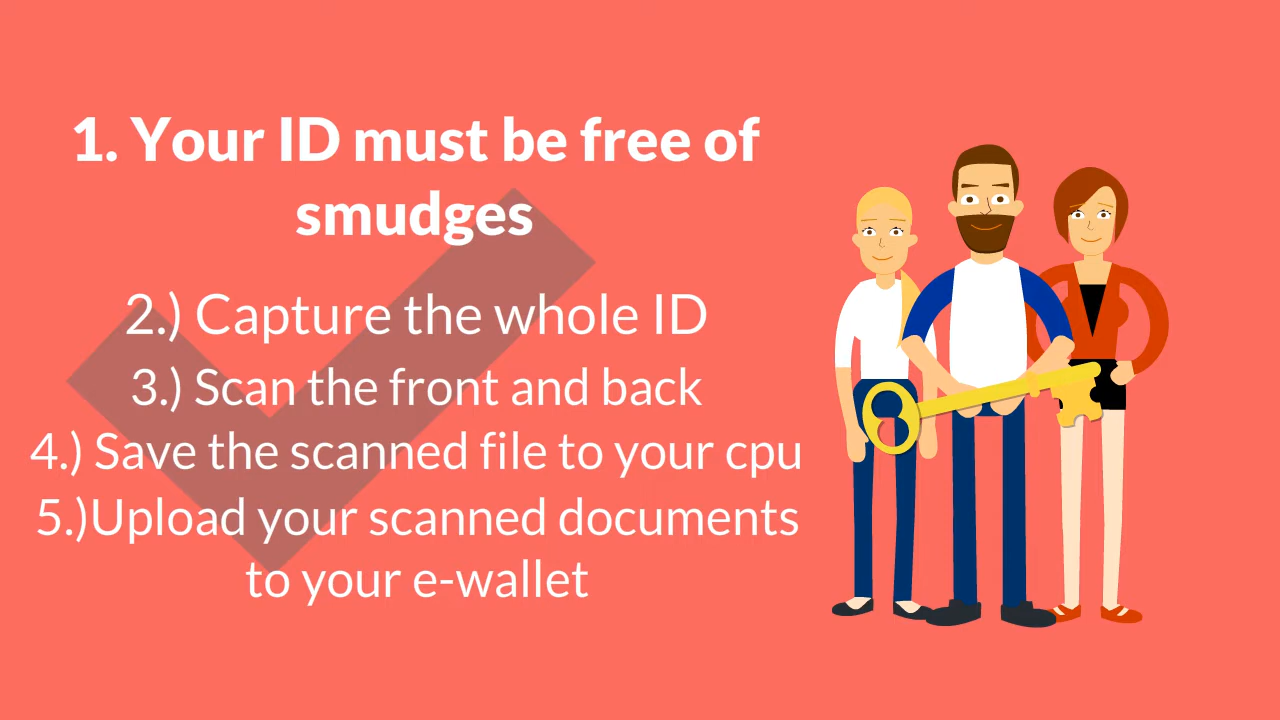 1. Your ID must be free of
smudges
2.) Capture the whole ID
3.) Scan the front and back
4.) Save the scanned file to your cpu
5.)Upload your scanned documents
to your e-wallet